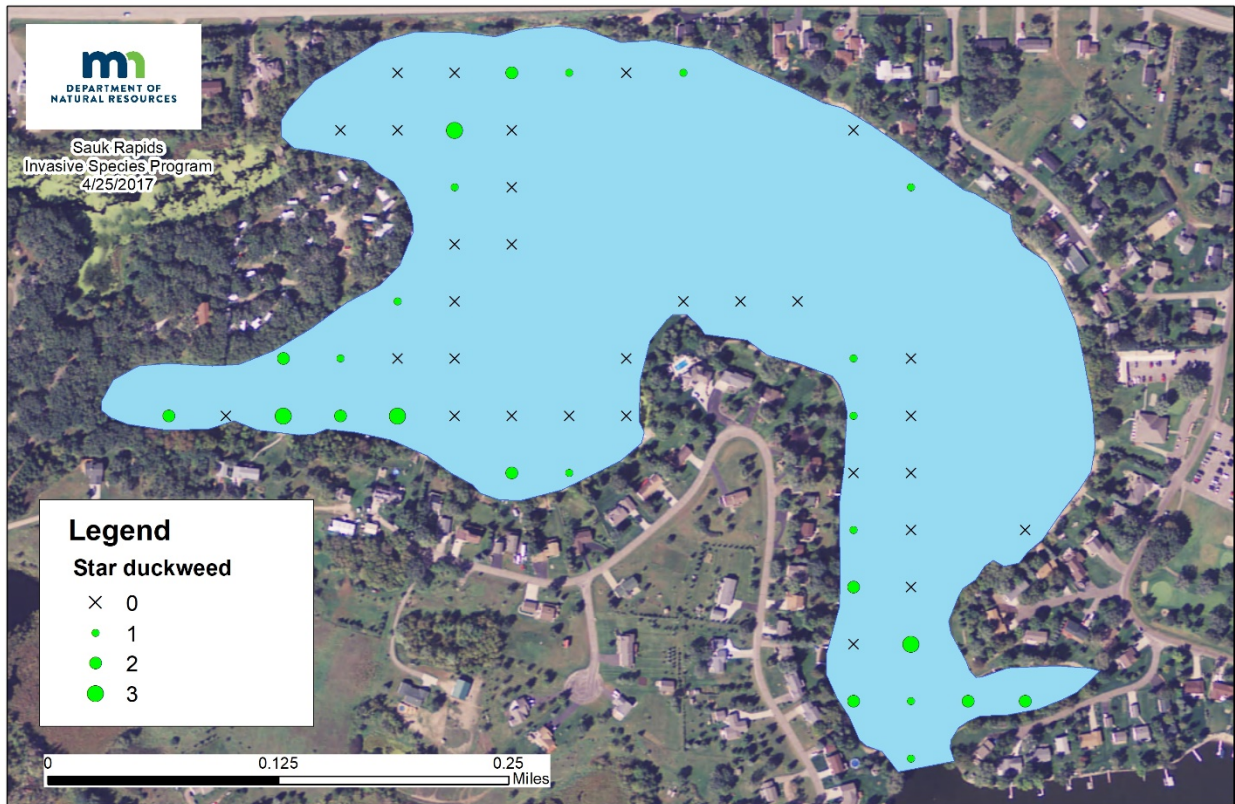 mn
DEPARTMENT OF
NATURAL RESOURCES
Sauk Rapids
Invasive Species Program
4/25/2017
Legend
Star duckweed
0
1
2
3
0 0.125 0.25
Miles